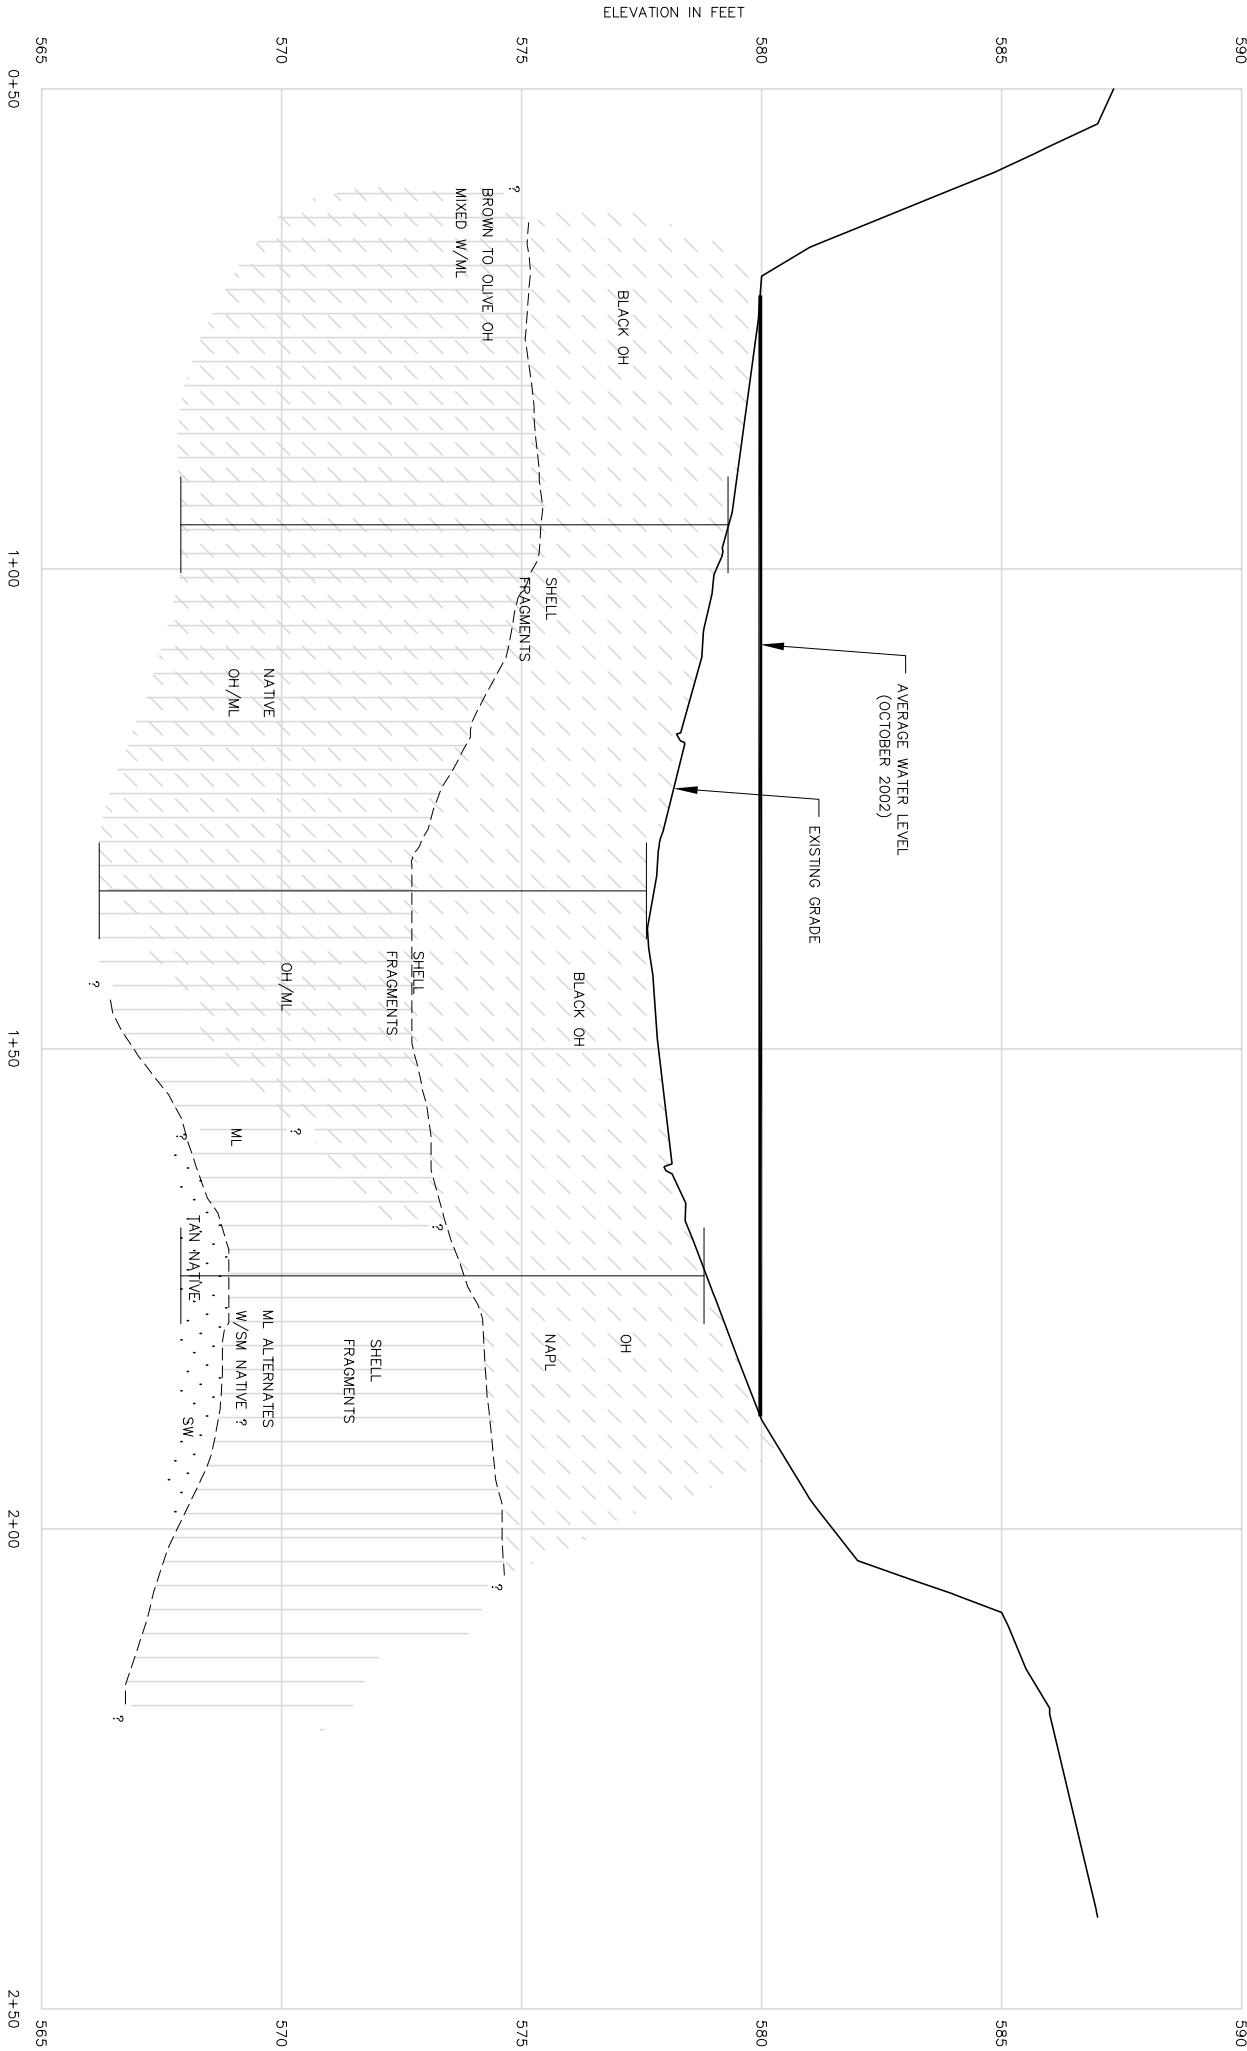 ELEVATION IN FEET
590
585
580
575
570
565
590
585
580
575
570
565
0+50
1+00
1+50
2+00
2+50
AVERAGE WATER LEVEL
(OCTOBER 2002)
EXISTING GRADE
BLACK OH
?
BROWN TO OLIVE OH
MIXED W/ML
SHELL
FRAGMENTS
NATIVE
OH/ML
BLACK OH
SHELL
FRAGMENTS
OH/ML
?
?
ML
?
?
OH
NAPL
SHELL
FRAGMENTS
ML ALTERNATES
W/SM NATIVE ?
TAN NATIVE
SW
?
?